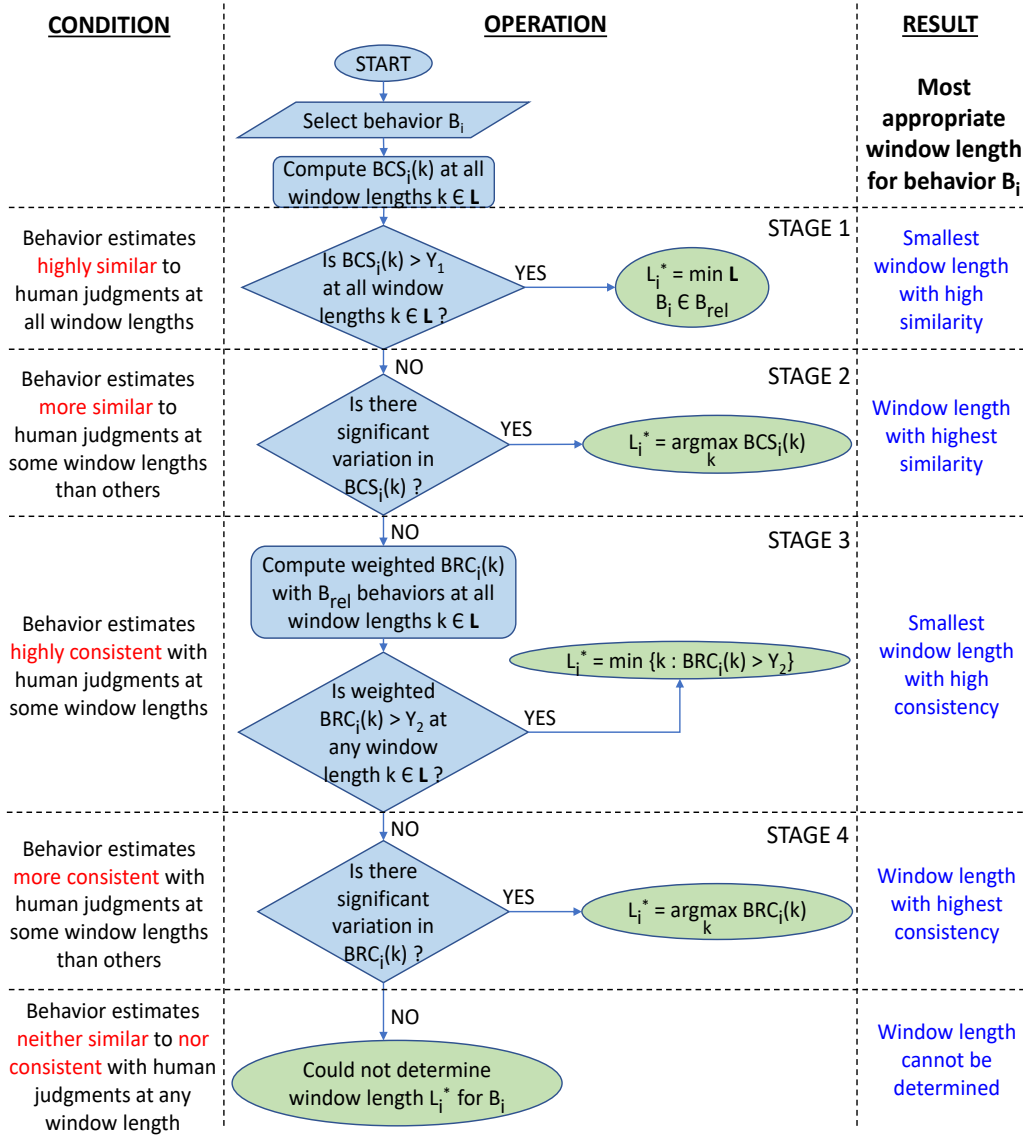 CONDITION
OPERATION
RESULT
START
Select behavior B_i
Compute BCS_i(k) at all
window lengths k Є L
Most
appropriate
window length
for behavior B_i
STAGE 1
Behavior estimates
highly similar to
human judgments at
all window lengths
Is BCS_i(k) > Y_1
at all window
lengths k Є L ?
YES
L_i^* = min L
B_i Є B_rel
Smallest
window length
with high
similarity
NO
STAGE 2
Behavior estimates
more similar to
human judgments at
some window lengths
than others
Is there
significant
variation in
BCS_i(k) ?
YES
L_i^* = argmax BCS_i(k)
k
Window length
with highest
similarity
NO
STAGE 3
Behavior estimates
highly consistent with
human judgments at
some window lengths
Compute weighted BRC_i(k)
with B_rel behaviors at all
window lengths k Є L
Is weighted
BRC_i(k) > Y_2 at
any window
length k Є L ?
YES
L_i^* = min {k : BRC_i(k) > Y_2}
Smallest
window length
with high
consistency
NO
STAGE 4
Behavior estimates
more consistent with
human judgments at
some window lengths
than others
Is there
significant
variation in
BRC_i(k) ?
YES
L_i^* = argmax BRC_i(k)
k
Window length
with highest
consistency
NO
Behavior estimates
neither similar to nor
consistent with human
judgments at any
window length
Could not determine
window length L_i^* for B_i
Window length
cannot be
determined